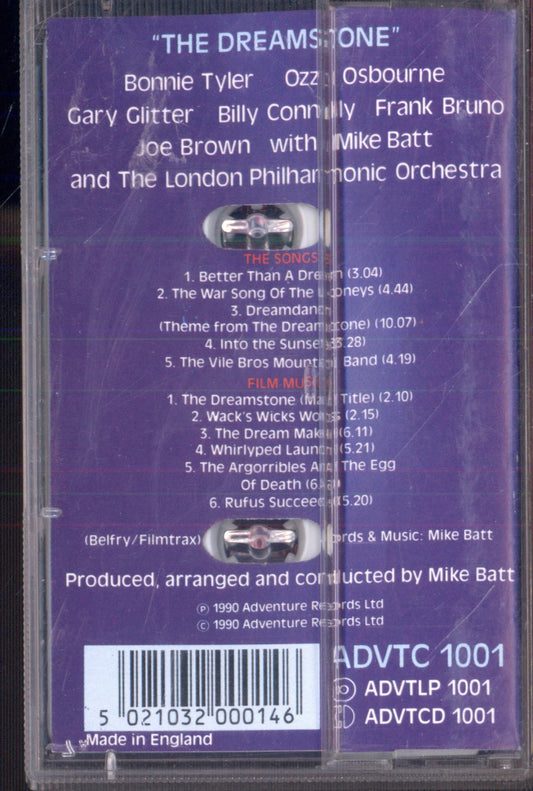 "THE DREAMSTONE"
Bonnie Tyler Ozzy Osbourne
Gary Glitter Billy Connolly Frank Bruno
Joe Brown with Mike Batt
and The London Philharmonic Orchestra
THE SONGS
1. Better Than A Dream (3.04)
2. The War Song Of The Urpneys (4.44)
3. Dreamdance
(Theme from The Dreamstone) (10.07)
4. Into the Sunset (3.28)
5. The Vile Bros Mountain Band (4.19)
FILM MUSIC
1. The Dreamstone (Main Title) (2.10)
2. Wack's Wicks Works (2.15)
3. The Dream Maker (6.11)
4. Whirlyped Launch (5.21)
5. The Argorribles And The Egg
Of Death
6. Rufus Succeeds (5.20)
(Belfry/Filmtrax) Words & Music: Mike Batt
Produced, arranged and conducted by Mike Batt
Ⓟ 1990 Adventure Records Ltd
© 1990 Adventure Records Ltd
ADVTC 1001
ADVTLP 1001
ADVTCD 1001
5 021032 000146
Made in England